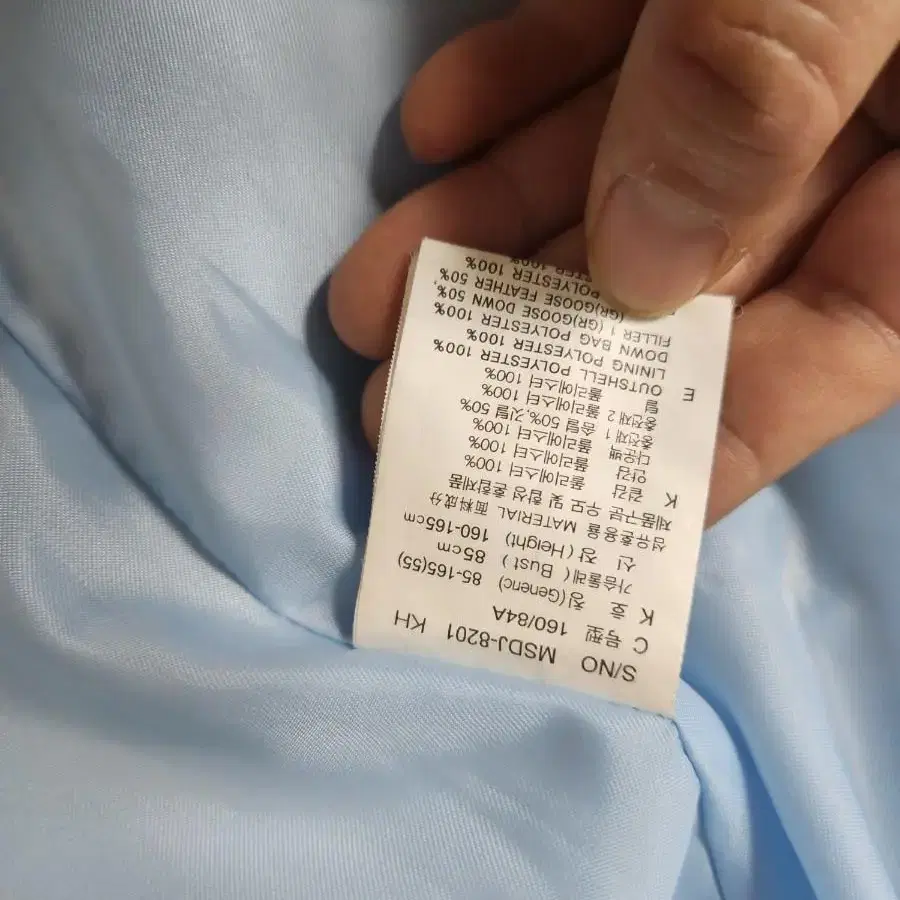 S/NO MSDJ-8201 KH
C 号型 160/84A
K 호 칭(Generic) 85-165(55)
가슴둘레(Bust) 85cm
신 장(Height) 160-165cm
섬유혼용율 MATERIAL 面料成分
제품구분 우모 및 합성 혼합제품
K 겉감 폴리에스터 100%
안감 폴리에스터 100%
다운백 폴리에스터 100%
충전재 1 솜털 50%,깃털 50%
충전재 2 폴리에스터 100%
털 폴리에스터 100%
E OUTSHELL POLYESTER 100%
LINING POLYESTER 100%
DOWN BAG POLYESTER 100%
FILLER 1 (GR)GOOSE DOWN 50%,
(GR)GOOSE FEATHER 50%
POLYESTER 100%